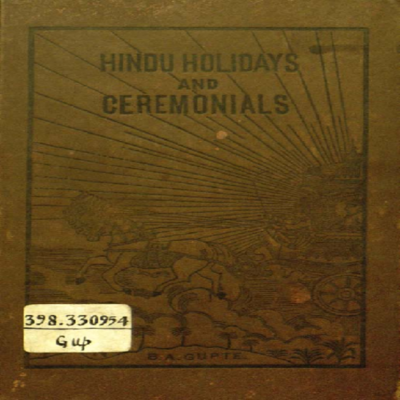 HINDU HOLIDAYS
AND
CEREMONIALS
398.330954
Gup
B.A. GUPTE.